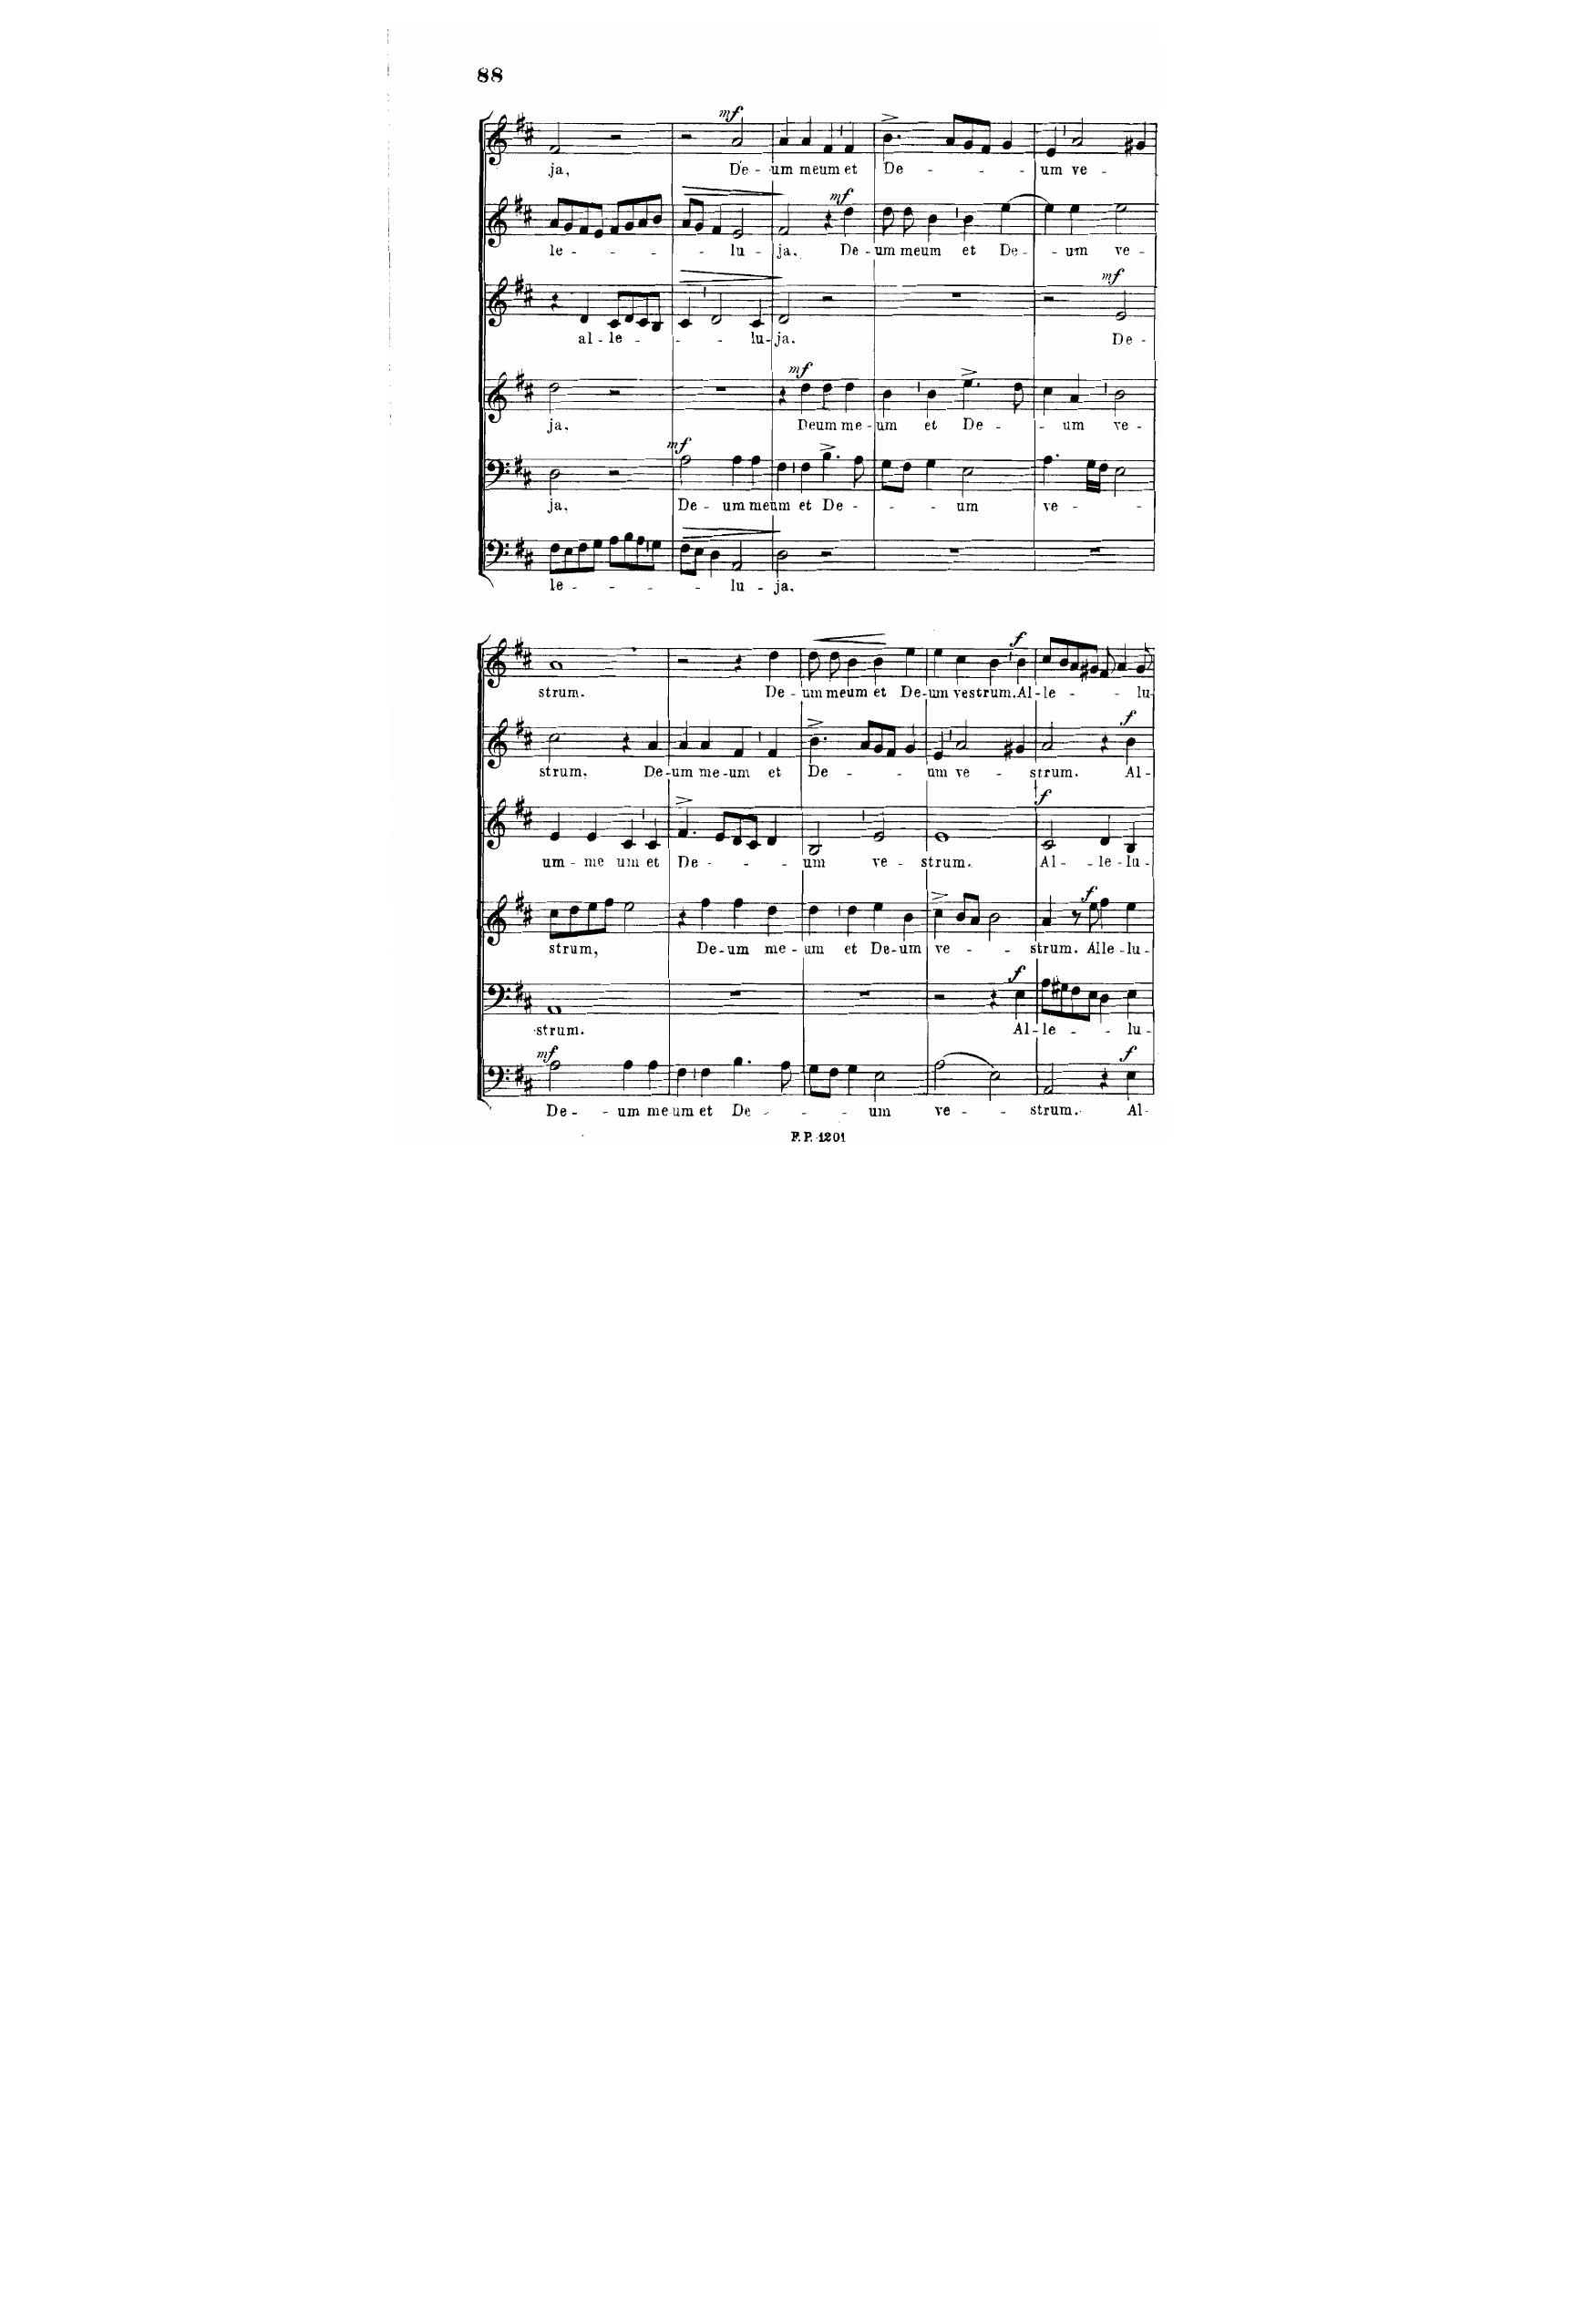 88
mf
ja, De - um meum et De - - - - um ve -
mf
le - - - - - lu - ja. De - um meum et De - - um ve -
mf
al - le - - - lu - ja. De -
mf
ja, Deum me - um et De - - um ve -
mf
ja, De - um meum et De - - - um ve - -
le - - - - lu - ja.
f
strum. De - um meum et De - um vestrum. Al - le - - - lu -
f
strum, De - um me - um et De - - - um ve - strum. Al -
f
um - me um et De - - - um ve - strum. Al - le - lu -
f
strum, De - um me - um et De - um ve - - strum. Alle - lu -
f
strum. Al - le - - lu -
mf f
De - um meum et De - - - um ve - strum. Al -
F. P. 1201